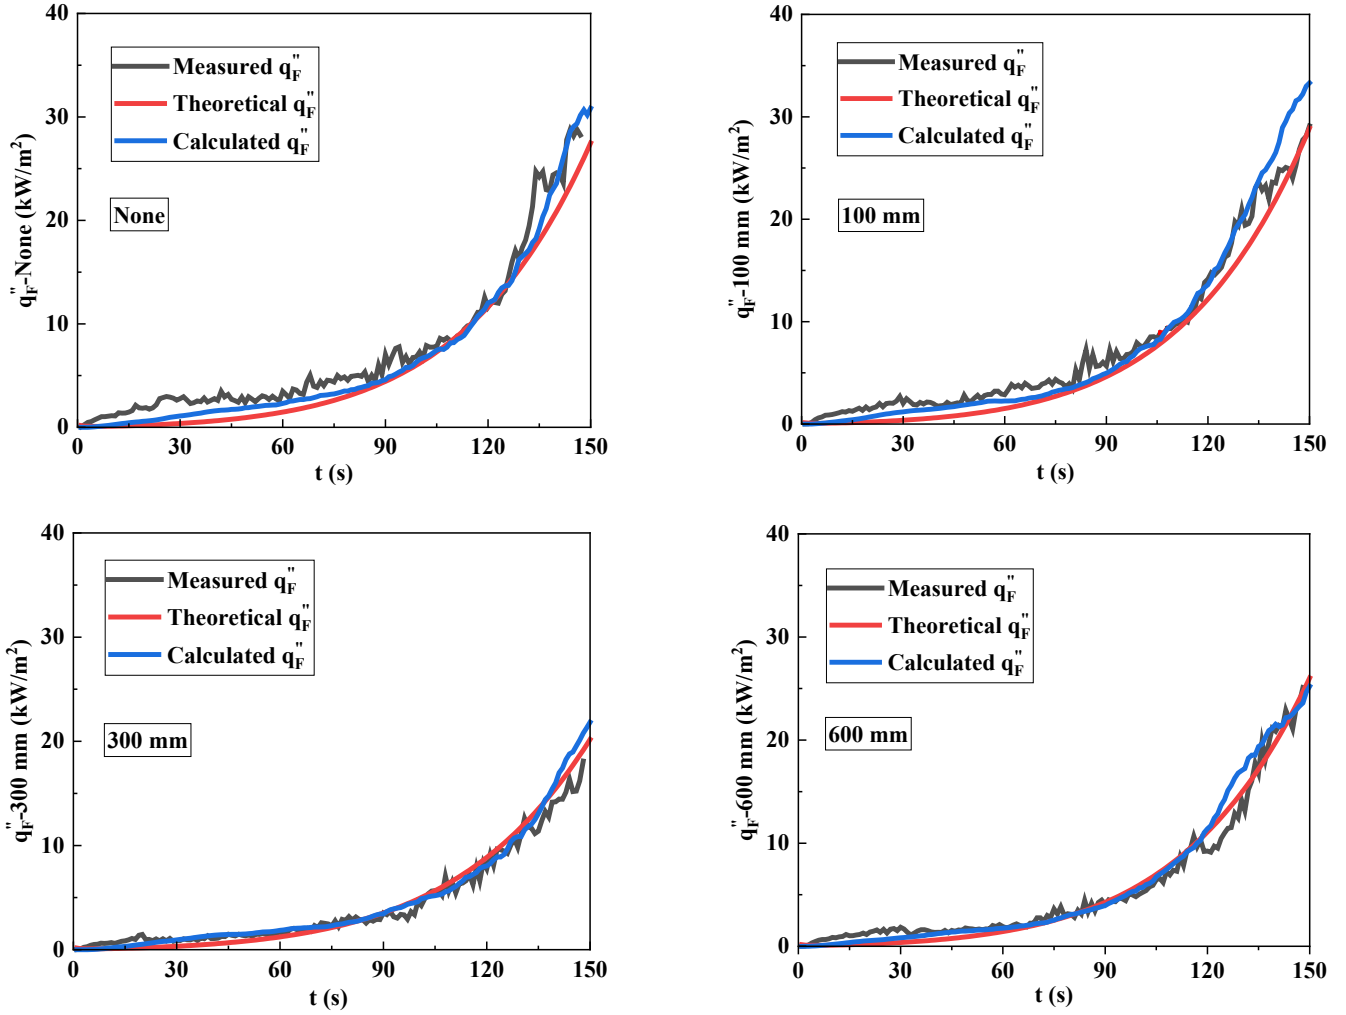 40
30
20
10
0
q"F-None (kW/m2)
Measured q"F
Theoretical q"F
Calculated q"F
None
0 30 60 90 120 150
t (s)
40
30
20
10
0
q"F-100 mm (kW/m2)
Measured q"F
Theoretical q"F
Calculated q"F
100 mm
0 30 60 90 120 150
t (s)
40
30
20
10
0
q"F-300 mm (kW/m2)
Measured q"F
Theoretical q"F
Calculated q"F
300 mm
0 30 60 90 120 150
t (s)
40
30
20
10
0
q"F-600 mm (kW/m2)
Measured q"F
Theoretical q"F
Calculated q"F
600 mm
0 30 60 90 120 150
t (s)